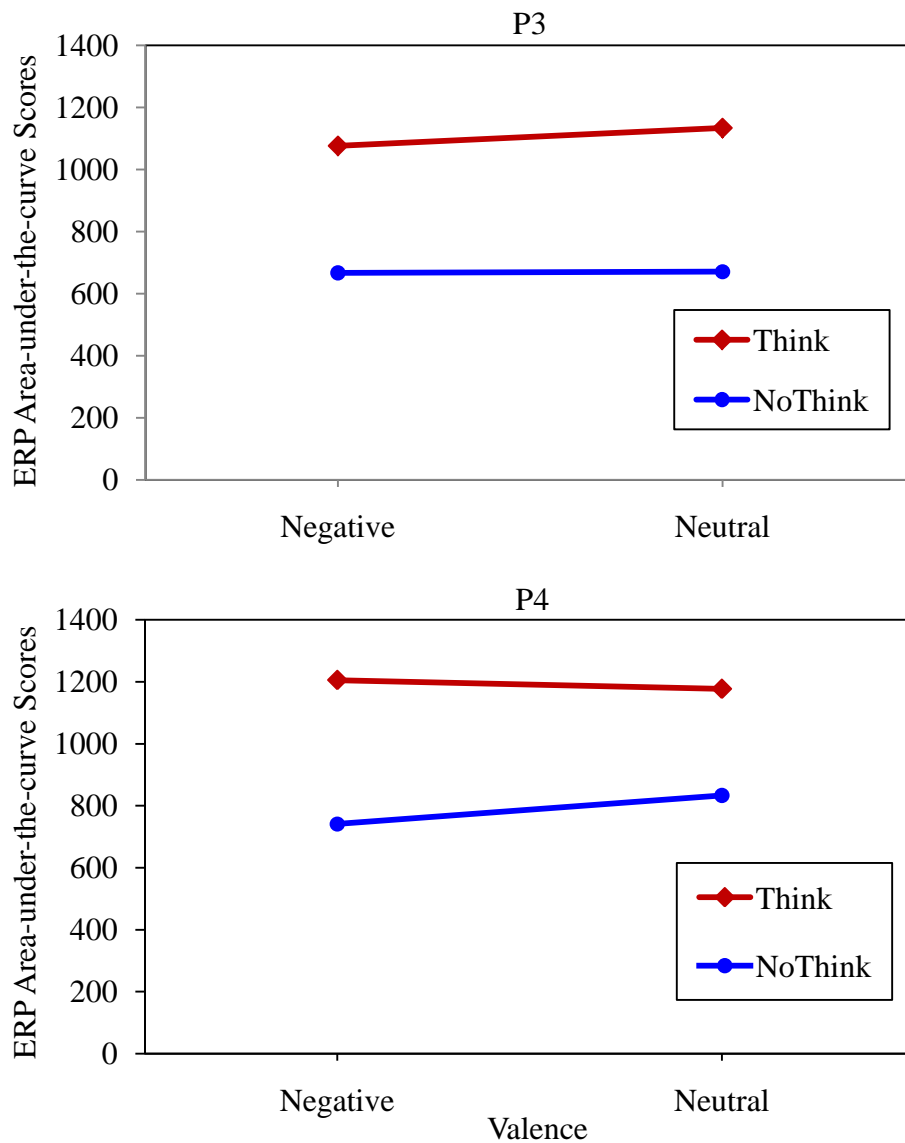 P3
ERP Area-under-the-curve Scores
1400
1200
1000
800
600
400
200
0
Think
NoThink
Negative Neutral
P4
ERP Area-under-the-curve Scores
1400
1200
1000
800
600
400
200
0
Think
NoThink
Negative Neutral
Valence